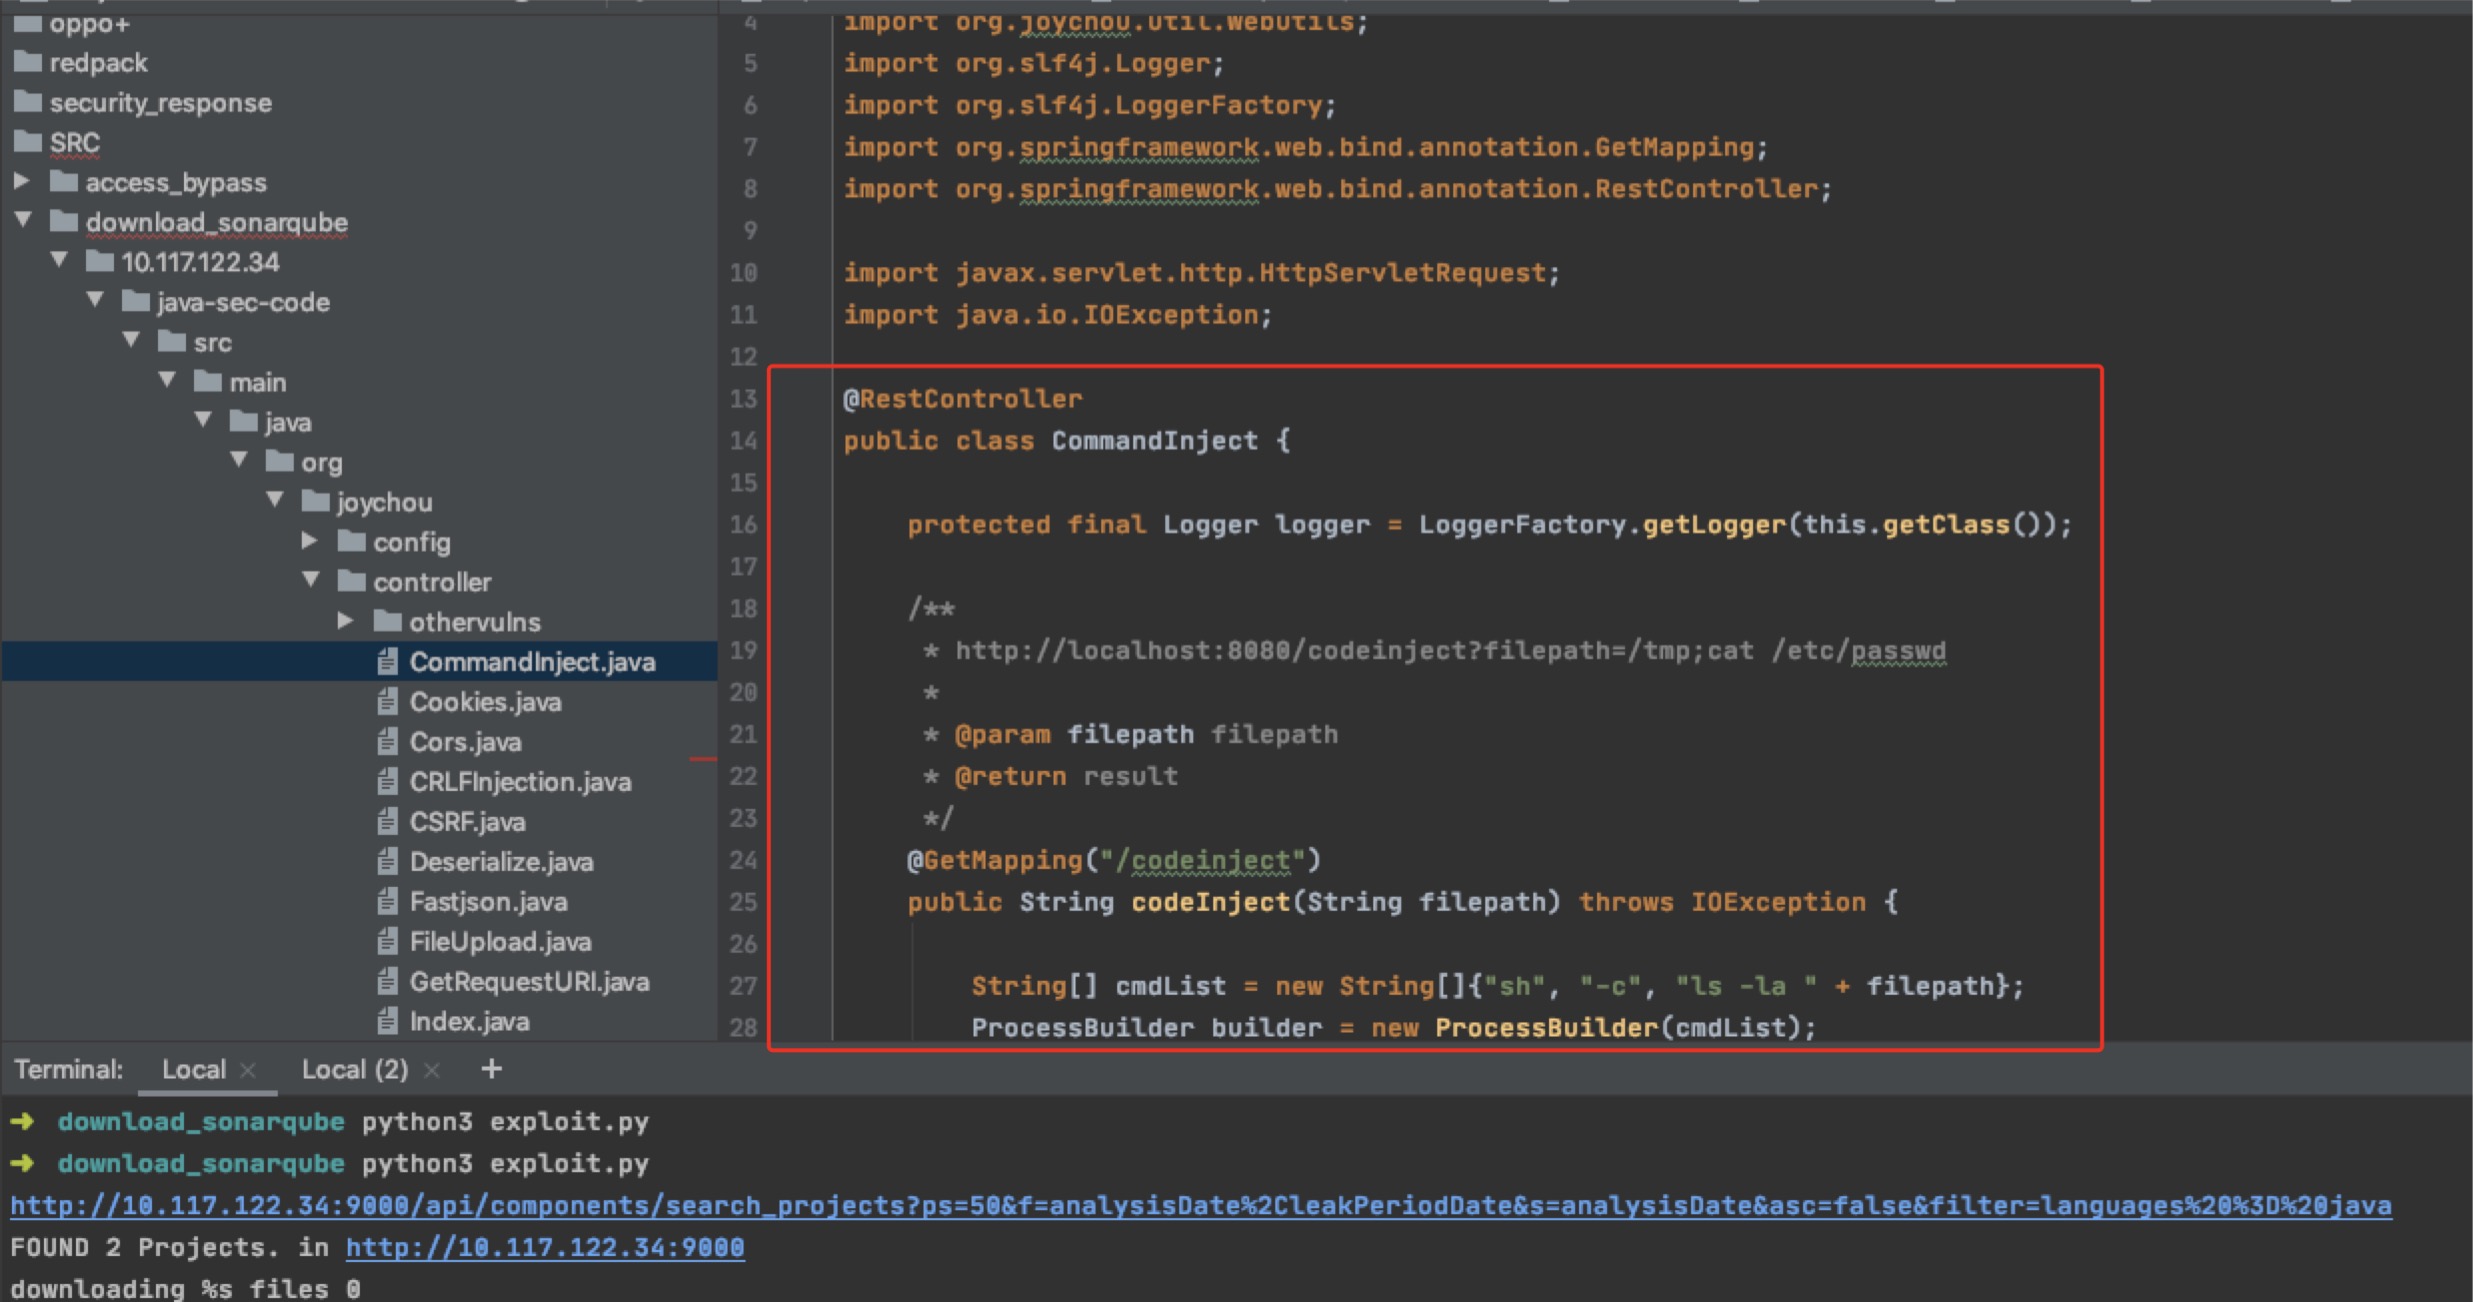 oppo+
redpack
security_response
SRC
access_bypass
download_sonarqube
10.117.122.34
java-sec-code
src
main
java
org
joychou
config
controller
othervulns
CommandInject.java
Cookies.java
Cors.java
CRLFInjection.java
CSRF.java
Deserialize.java
Fastjson.java
FileUpload.java
GetRequestURI.java
Index.java
4 import org.joychou.util.WebUtils;
5 import org.slf4j.Logger;
6 import org.slf4j.LoggerFactory;
7 import org.springframework.web.bind.annotation.GetMapping;
8 import org.springframework.web.bind.annotation.RestController;
9
10 import javax.servlet.http.HttpServletRequest;
11 import java.io.IOException;
12
13 @RestController
14 public class CommandInject {
15
16 protected final Logger logger = LoggerFactory.getLogger(this.getClass());
17
18 /**
19 * http://localhost:8080/codeinject?filepath=/tmp;cat /etc/passwd
20 *
21 * @param filepath filepath
22 * @return result
23 */
24 @GetMapping("/codeinject")
25 public String codeInject(String filepath) throws IOException {
26
27 String[] cmdList = new String[]{"sh", "-c", "ls -la " + filepath};
28 ProcessBuilder builder = new ProcessBuilder(cmdList);
Terminal: Local × Local (2) × +
➜ download_sonarqube python3 exploit.py
➜ download_sonarqube python3 exploit.py
http://10.117.122.34:9000/api/components/search_projects?ps=50&f=analysisDate%2CleakPeriodDate&s=analysisDate&asc=false&filter=languages%20%3D%20java
FOUND 2 Projects. in http://10.117.122.34:9000
downloading %s files 0